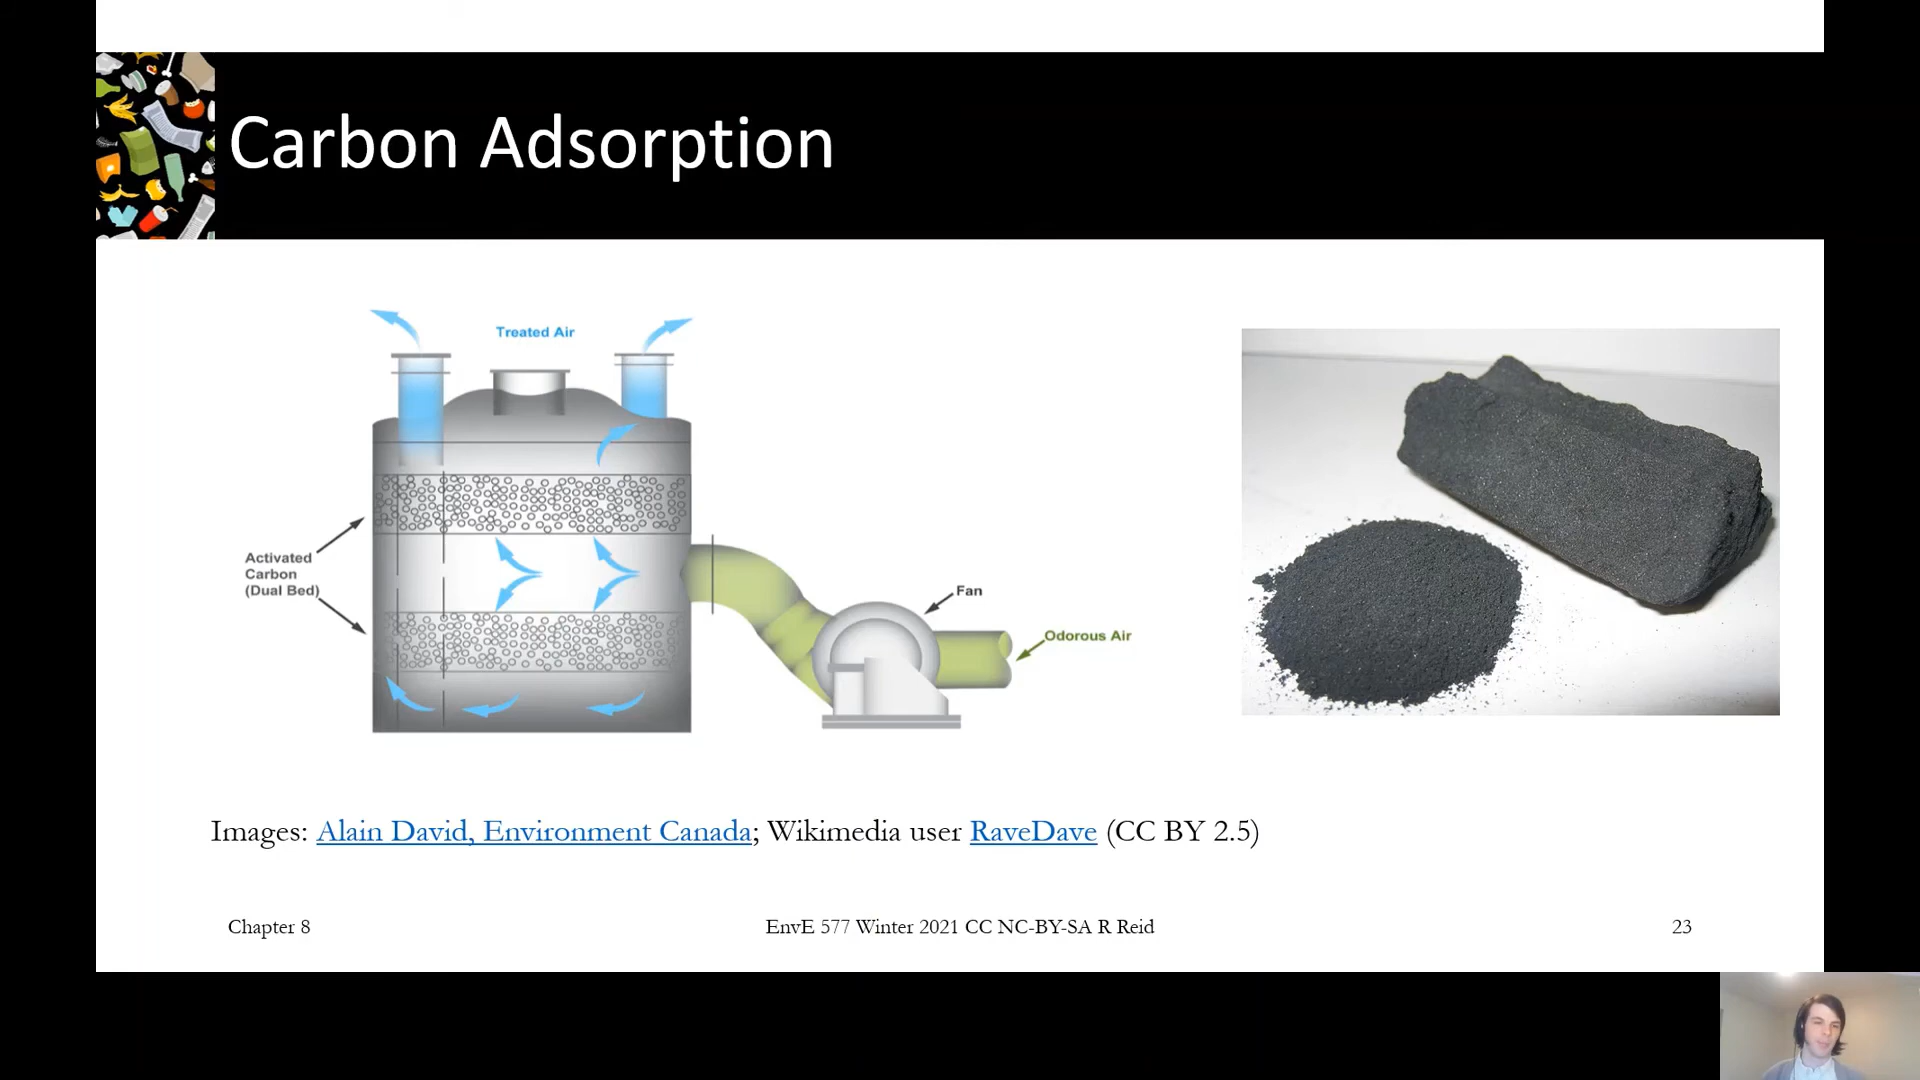 Carbon Adsorption
Treated Air
Activated
Carbon
(Dual Bed)
Fan
Odorous Air
Images: Alain David, Environment Canada; Wikimedia user RaveDave (CC BY 2.5)
Chapter 8
EnvE 577 Winter 2021 CC NC-BY-SA R Reid
23